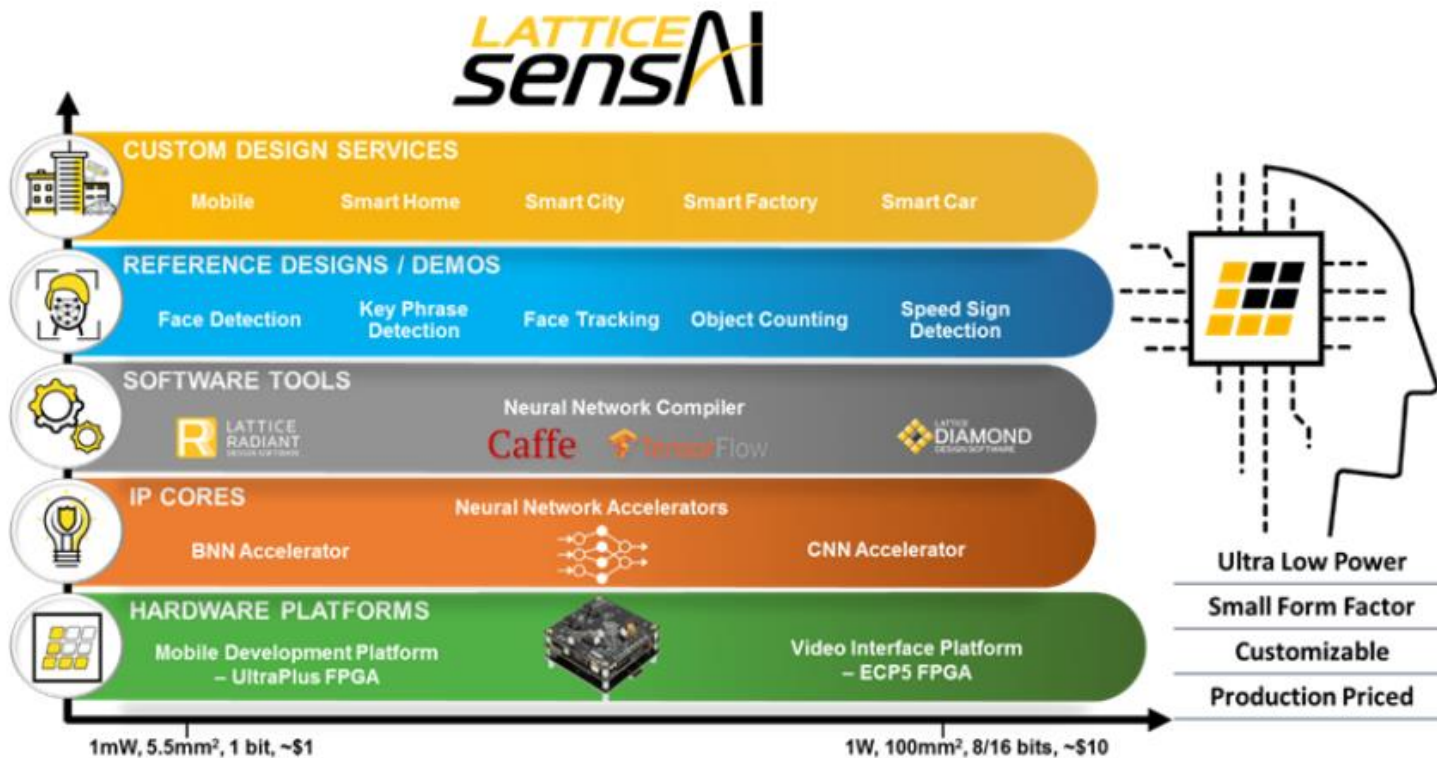 LATTICE
sensAI
CUSTOM DESIGN SERVICES
Mobile
Smart Home
Smart City
Smart Factory
Smart Car
REFERENCE DESIGNS / DEMOS
Face Detection
Key Phrase
Detection
Face Tracking
Object Counting
Speed Sign
Detection
SOFTWARE TOOLS
R LATTICE
RADIANT
DESIGN SOFTWARE
Neural Network Compiler
Caffe
TensorFlow
LATTICE
DIAMOND
DESIGN SOFTWARE
IP CORES
Neural Network Accelerators
BNN Accelerator
CNN Accelerator
HARDWARE PLATFORMS
Mobile Development Platform
– UltraPlus FPGA
Video Interface Platform
– ECP5 FPGA
1mW, 5.5mm², 1 bit, ~$1
1W, 100mm², 8/16 bits, ~$10
Ultra Low Power
Small Form Factor
Customizable
Production Priced